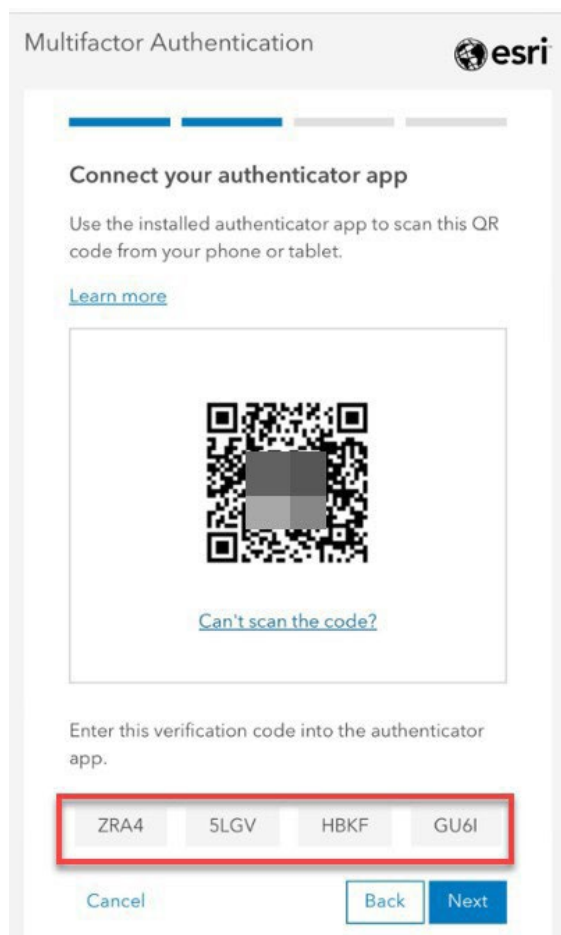 Multifactor Authentication
esri
Connect your authenticator app
Use the installed authenticator app to scan this QR
code from your phone or tablet.
Learn more
Can't scan the code?
Enter this verification code into the authenticator
app.
ZRA4 5LGV HBKF GU6I
Cancel Back Next